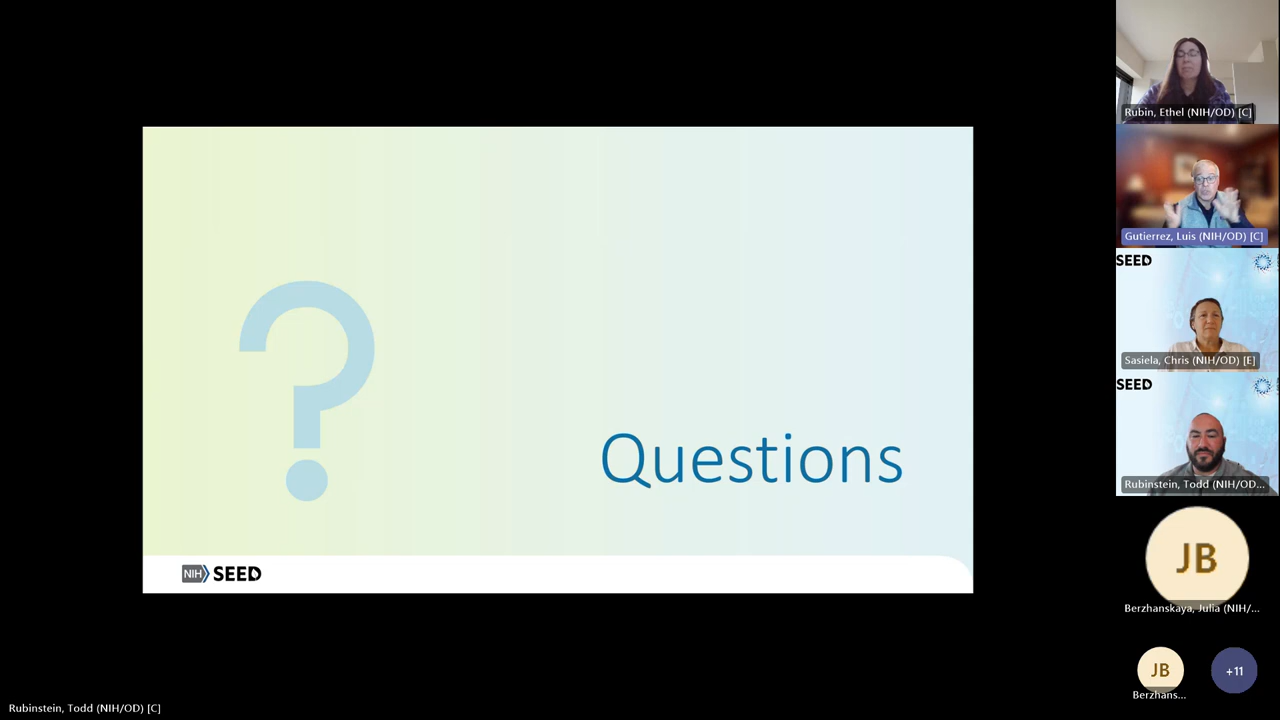 Questions
NIH SEED
Rubin, Ethel (NIH/OD) [C]
Gutierrez, Luis (NIH/OD) [C]
SEED
Sasiela, Chris (NIH/OD) [E]
SEED
Rubinstein, Todd (NIH/OD...
JB
Berzhanskaya, Julia (NIH/...
JB
+11
Berzhans...
Rubinstein, Todd (NIH/OD) [C]